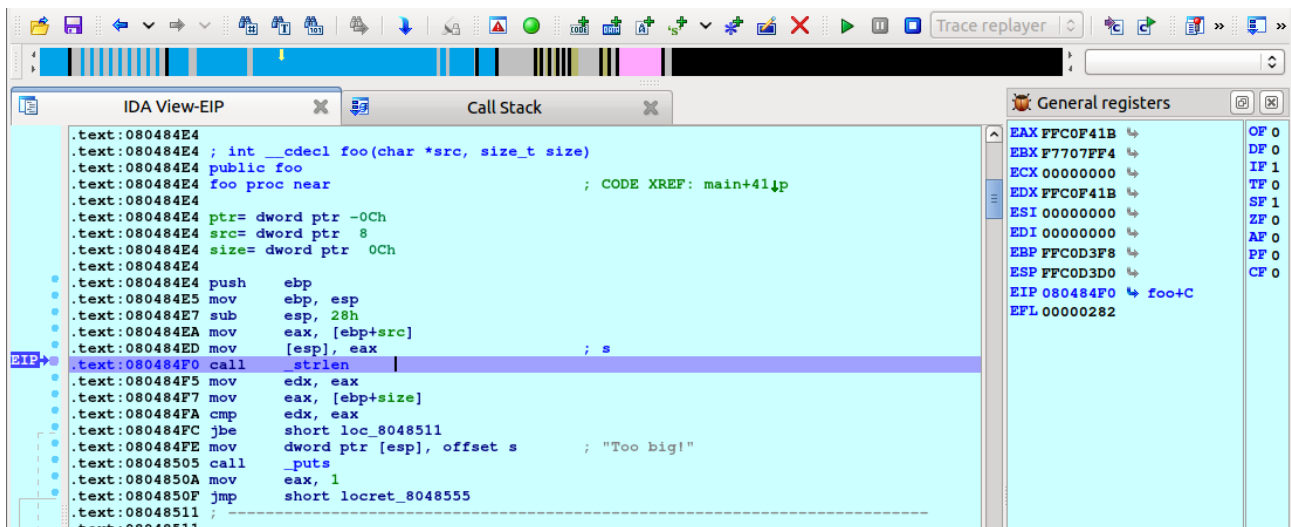 Trace replayer
IDA View-EIP
Call Stack
General registers
.text:080484E4
.text:080484E4 ; int __cdecl foo(char *src, size_t size)
.text:080484E4 public foo
.text:080484E4 foo proc near ; CODE XREF: main+41↓p
.text:080484E4
.text:080484E4 ptr= dword ptr -0Ch
.text:080484E4 src= dword ptr 8
.text:080484E4 size= dword ptr 0Ch
.text:080484E4
.text:080484E4 push ebp
.text:080484E5 mov ebp, esp
.text:080484E7 sub esp, 28h
.text:080484EA mov eax, [ebp+src]
.text:080484ED mov [esp], eax ; s
EIP .text:080484F0 call _strlen
.text:080484F5 mov edx, eax
.text:080484F7 mov eax, [ebp+size]
.text:080484FA cmp edx, eax
.text:080484FC jbe short loc_8048511
.text:080484FE mov dword ptr [esp], offset s ; "Too big!"
.text:08048505 call _puts
.text:0804850A mov eax, 1
.text:0804850F jmp short locret_8048555
.text:08048511 ; ---------------------------------------------------------------------------
EAX FFC0F41B
EBX F7707FF4
ECX 00000000
EDX FFC0F41B
ESI 00000000
EDI 00000000
EBP FFC0D3F8
ESP FFC0D3D0
EIP 080484F0 foo+C
EFL 00000282
OF 0
DF 0
IF 1
TF 0
SF 1
ZF 0
AF 0
PF 0
CF 0